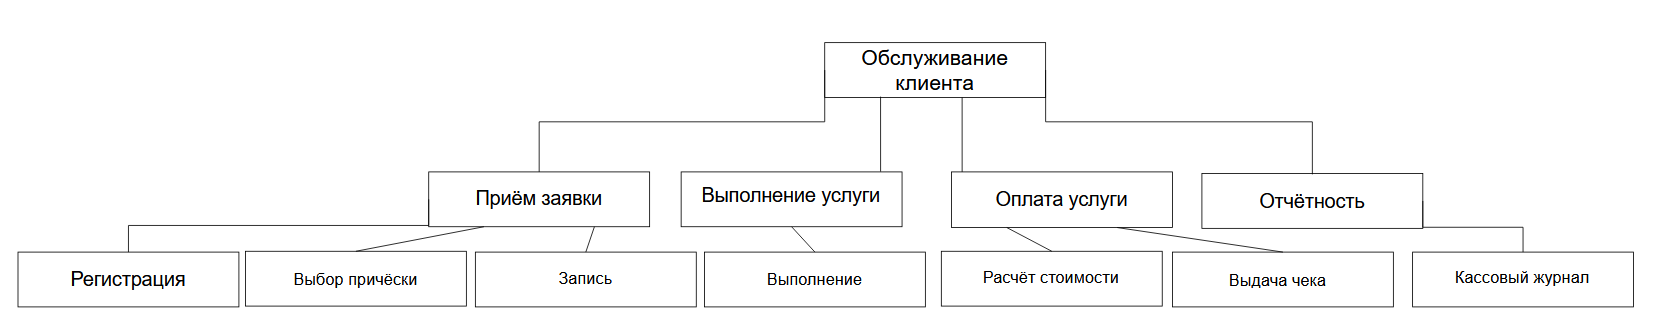 Обслуживание
клиента
Приём заявки
Выполнение услуги
Оплата услуги
Отчётность
Регистрация
Выбор причёски
Запись
Выполнение
Расчёт стоимости
Выдача чека
Кассовый журнал